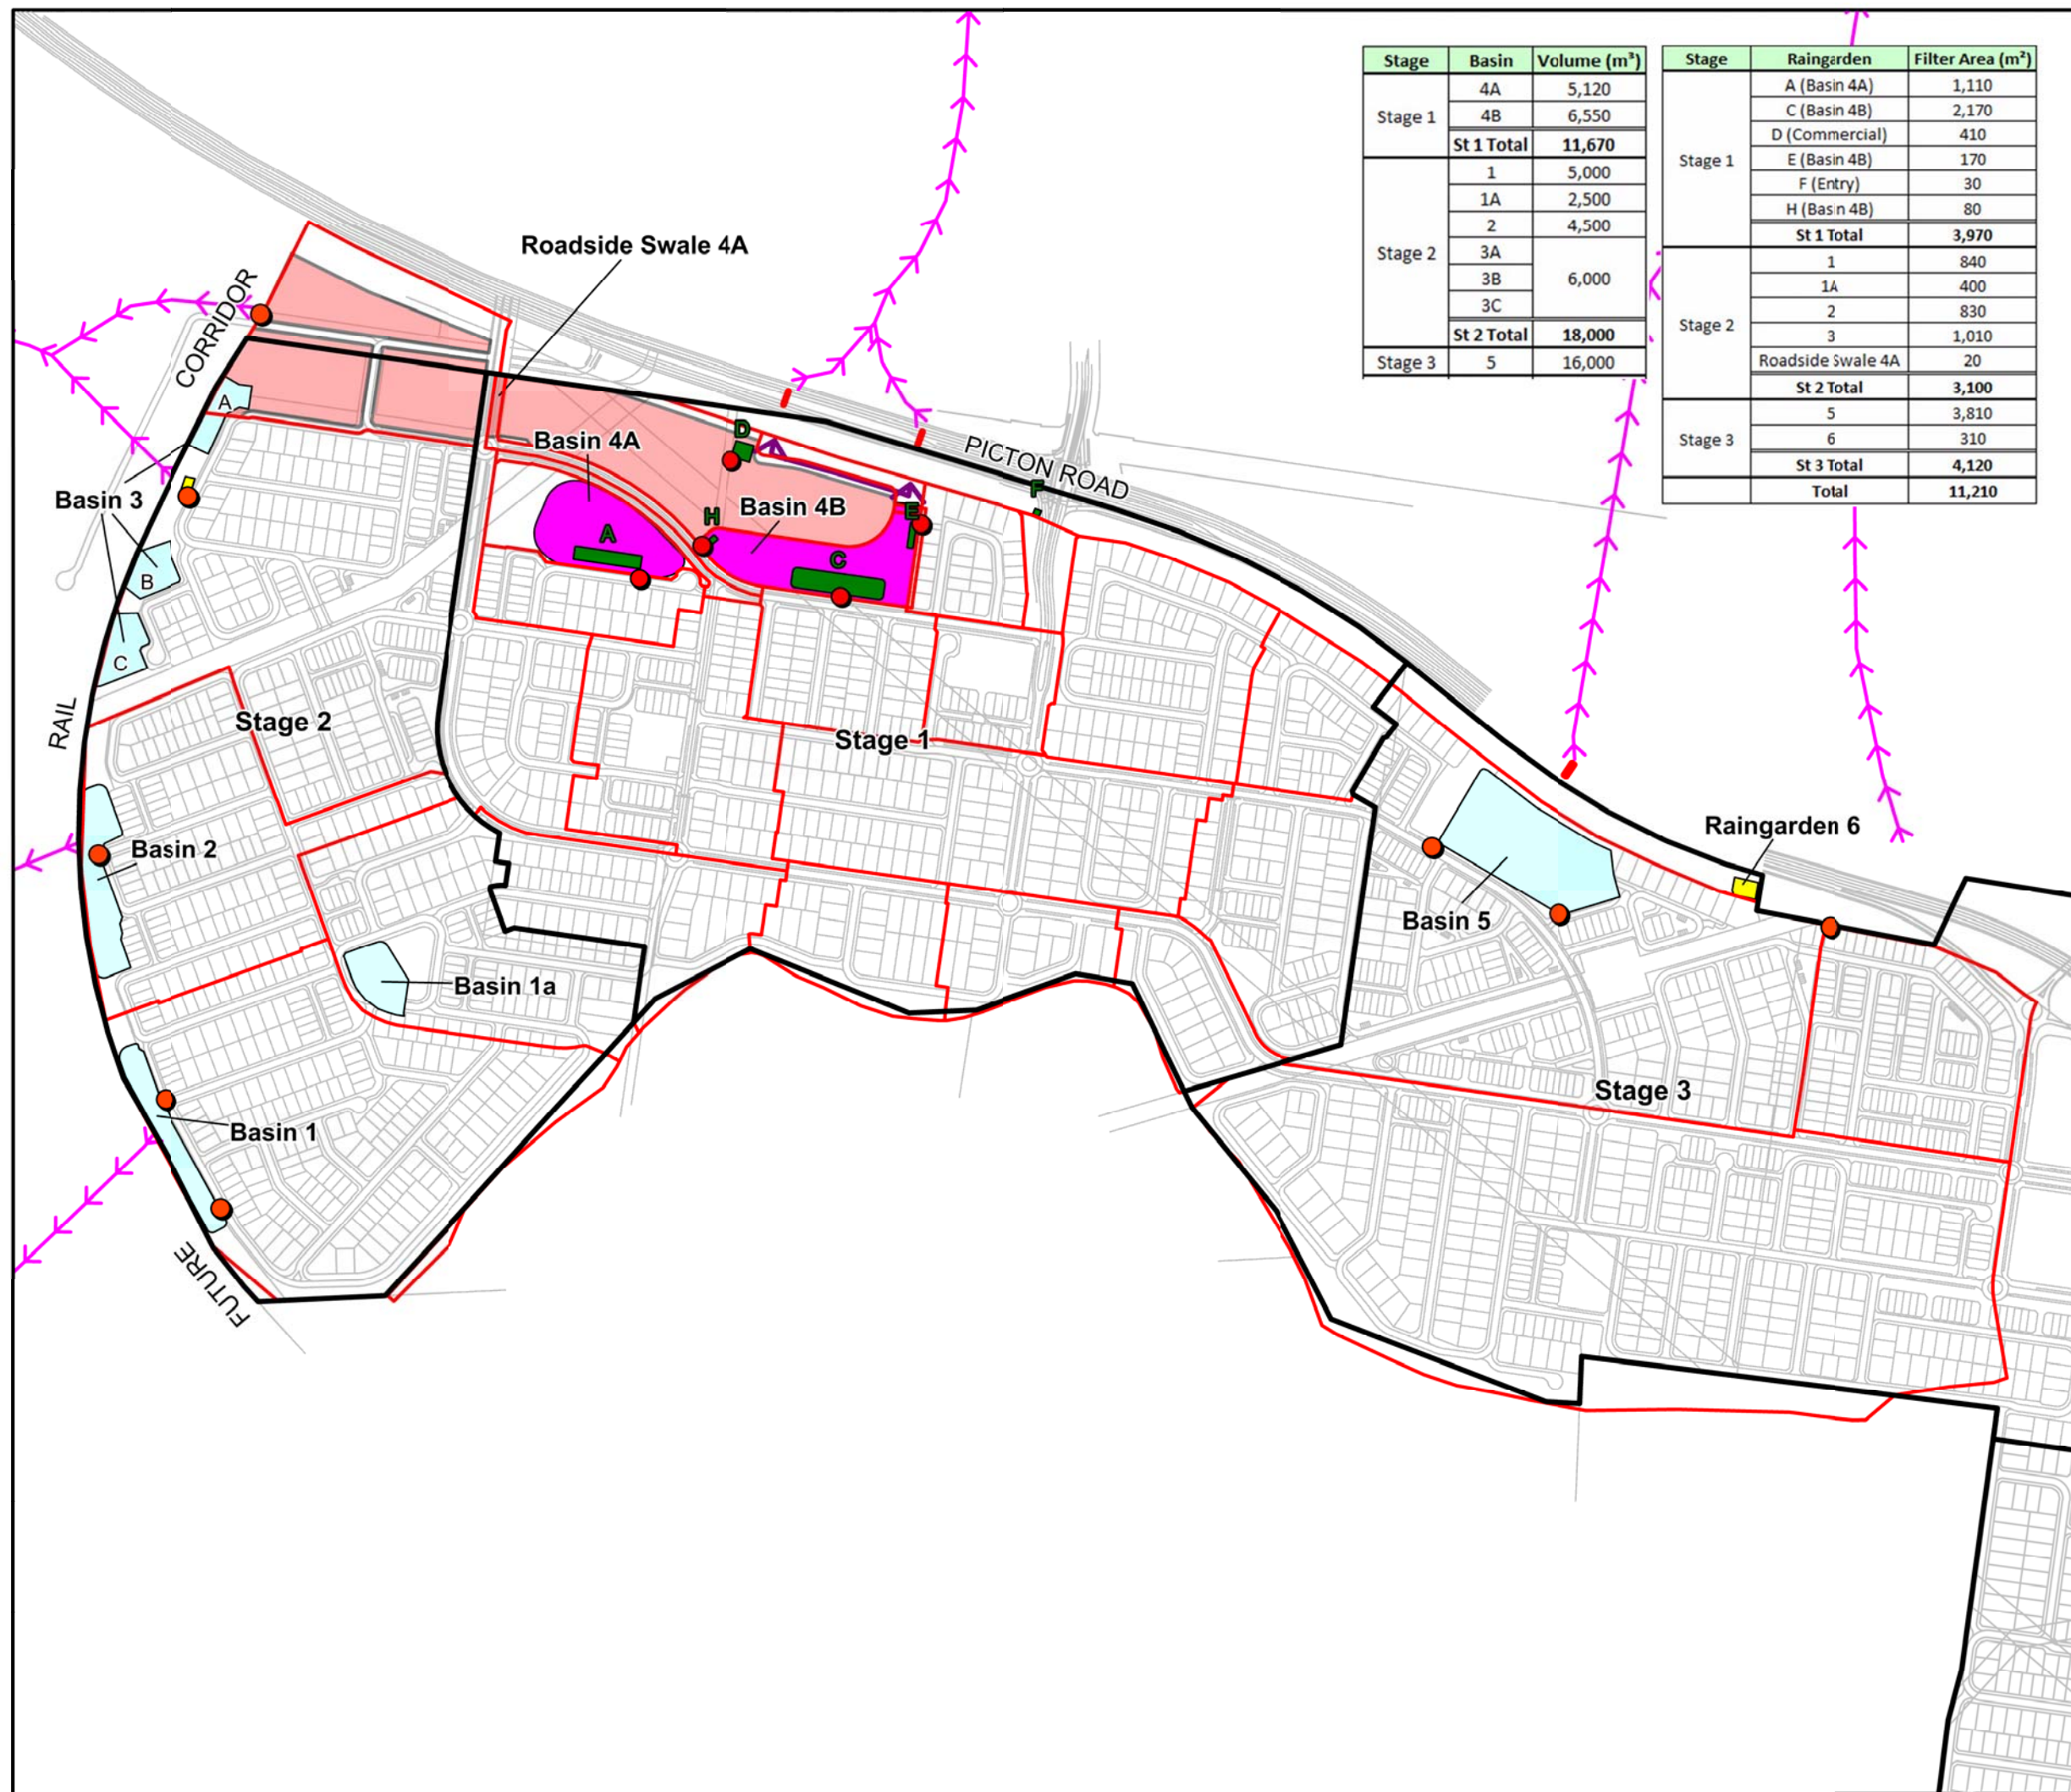 Stage Basin Volume (m³)
Stage 1
4A 5,120
4B 6,550
St 1 Total 11,670
Stage 2
1 5,000
1A 2,500
2 4,500
3A
3B 6,000
3C
St 2 Total 18,000
Stage 3 5 16,000
Stage Raingarden Filter Area (m²)
Stage 1
A (Basin 4A) 1,110
C (Basin 4B) 2,170
D (Commercial) 410
E (Basin 4B) 170
F (Entry) 30
H (Basin 4B) 80
St 1 Total 3,970
Stage 2
1 840
1A 400
2 830
3 1,010
Roadside Swale 4A 20
St 2 Total 3,100
Stage 3
5 3,810
6 310
St 3 Total 4,120
Total 11,210
Roadside Swale 4A
CORRIDOR
A
Basin 4A
D
PICTON ROAD
Basin 3
Basin 4B
F
E
H
A
C
B
C
RAIL
Stage 2
Stage 1
Basin 2
Raingarden 6
Basin 5
Basin 1a
Stage 3
Basin 1
FUTURE